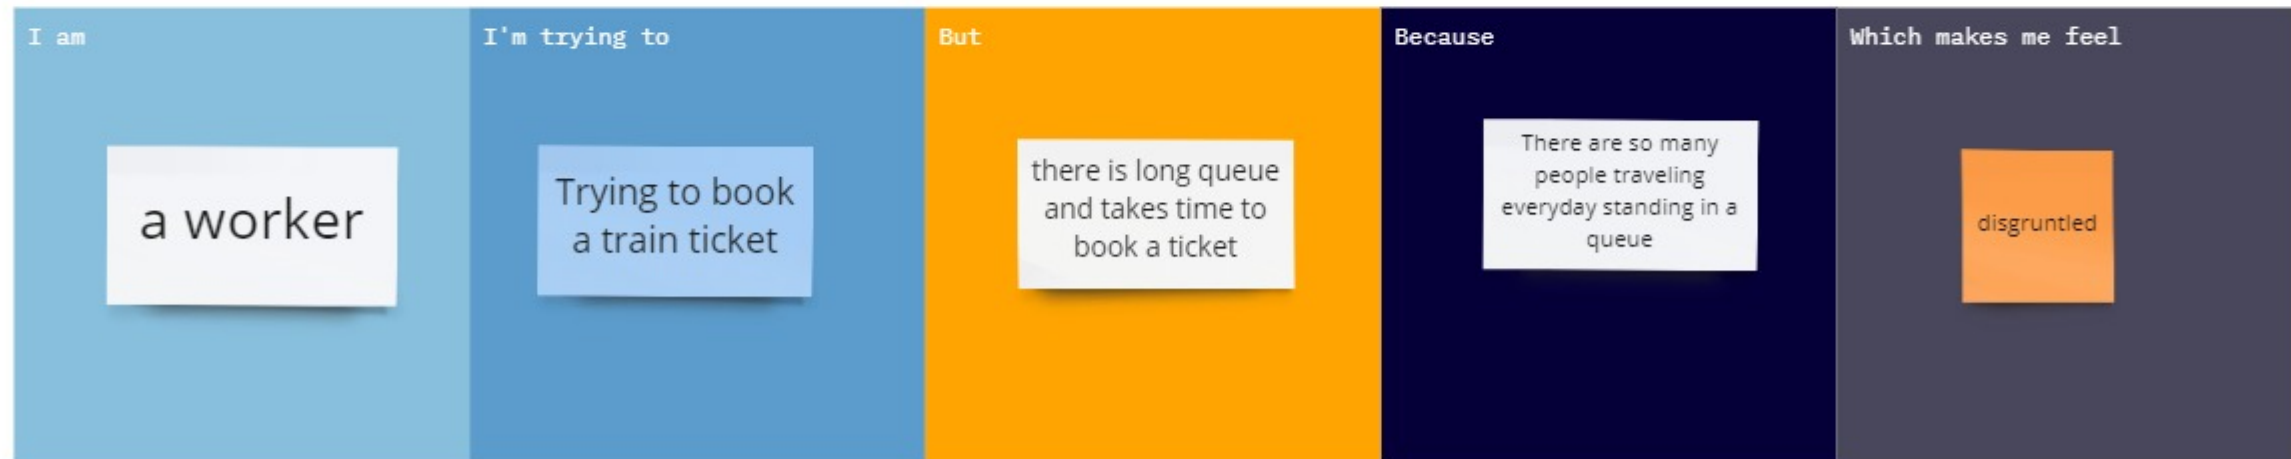 I am
I'm trying to
But
Because
Which makes me feel
a worker
Trying to book
a train ticket
there is long queue
and takes time to
book a ticket
There are so many
people traveling
everyday standing in a
queue
disgruntled